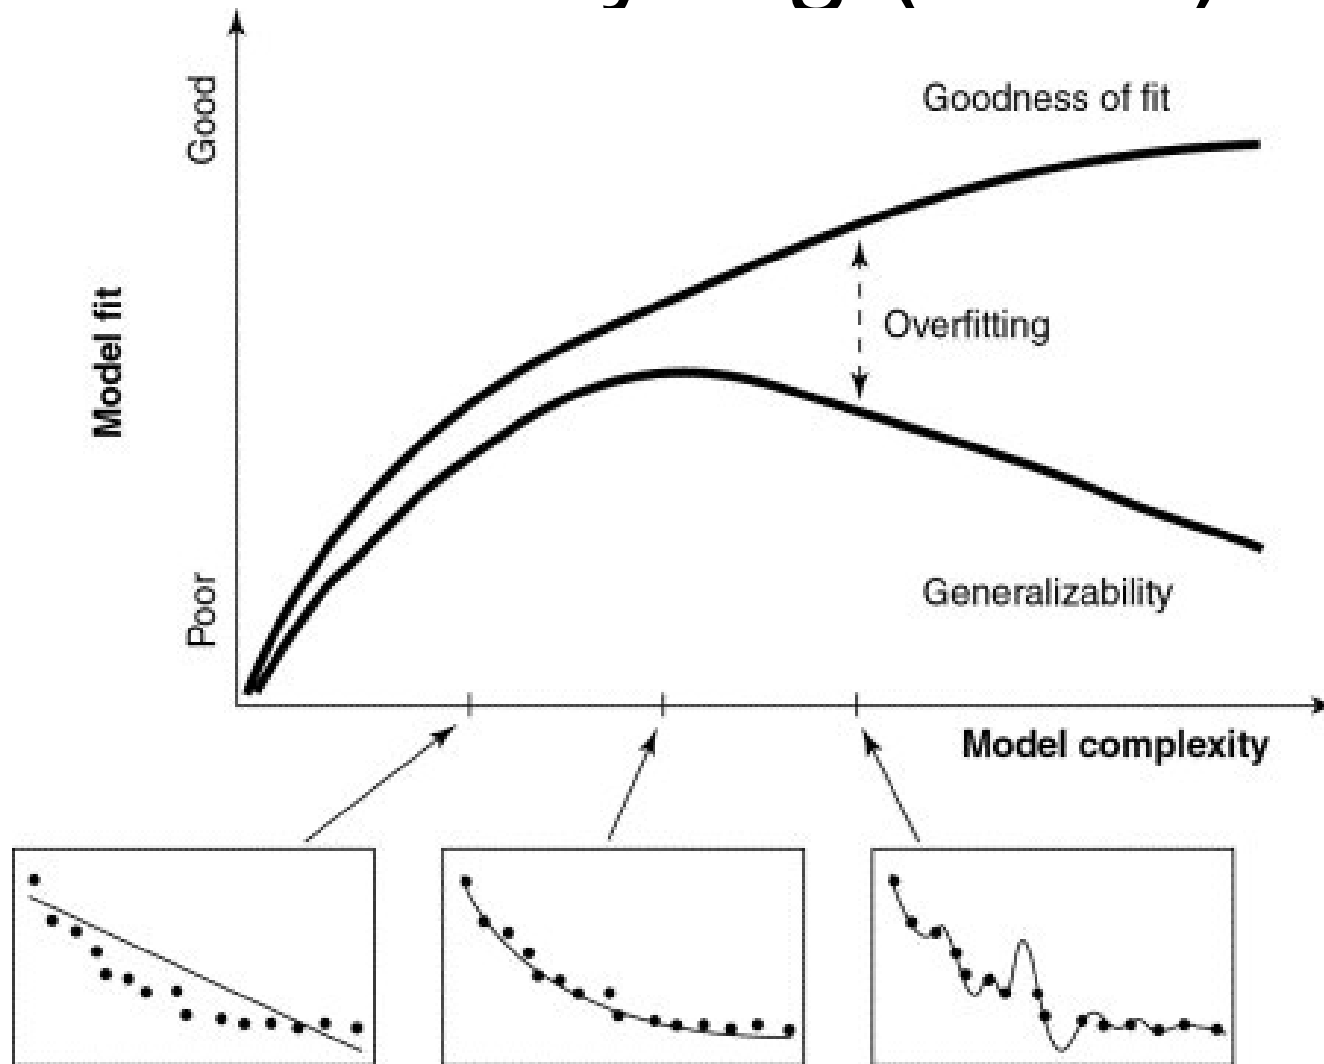 Good
Goodness of fit
Overfitting
Model fit
Generalizability
Poor
Model complexity